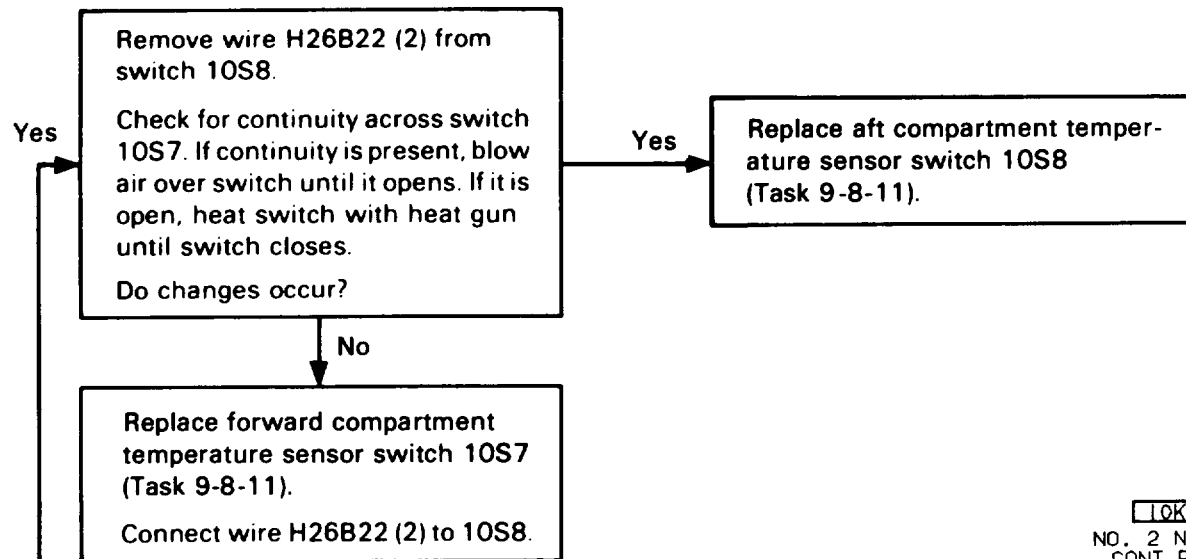 Remove wire H26B22 (2) from
switch 10S8.
Check for continuity across switch
10S7. If continuity is present, blow
air over switch until it opens. If it is
open, heat switch with heat gun
until switch closes.
Do changes occur?
Yes
Yes
Replace aft compartment temper-
ature sensor switch 10S8
(Task 9-8-11).
No
Replace forward compartment
temperature sensor switch 10S7
(Task 9-8-11).
Connect wire H26B22 (2) to 10S8.
10K
NO. 2 N